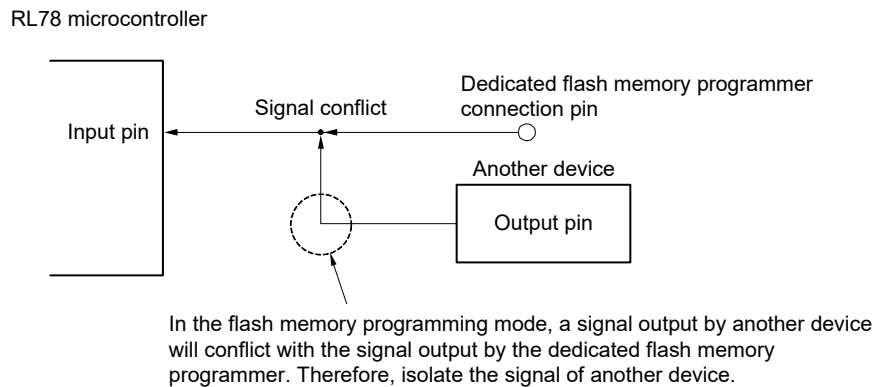 RL78 microcontroller
Dedicated flash memory programmer
connection pin
Signal conflict
Input pin
Another device
Output pin
In the flash memory programming mode, a signal output by another device
will conflict with the signal output by the dedicated flash memory
programmer. Therefore, isolate the signal of another device.